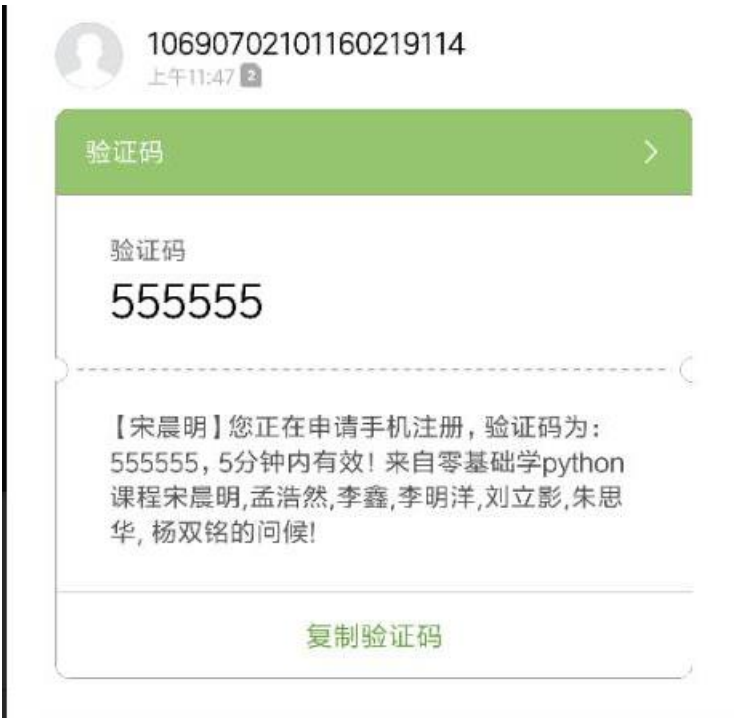 10690702101160219114
上午11:47 2
验证码
验证码
555555
【宋晨明】您正在申请手机注册，验证码为：
555555，5分钟内有效！来自零基础学python
课程宋晨明,孟浩然,李鑫,李明洋,刘立影,朱思
华, 杨双铭的问候!
复制验证码